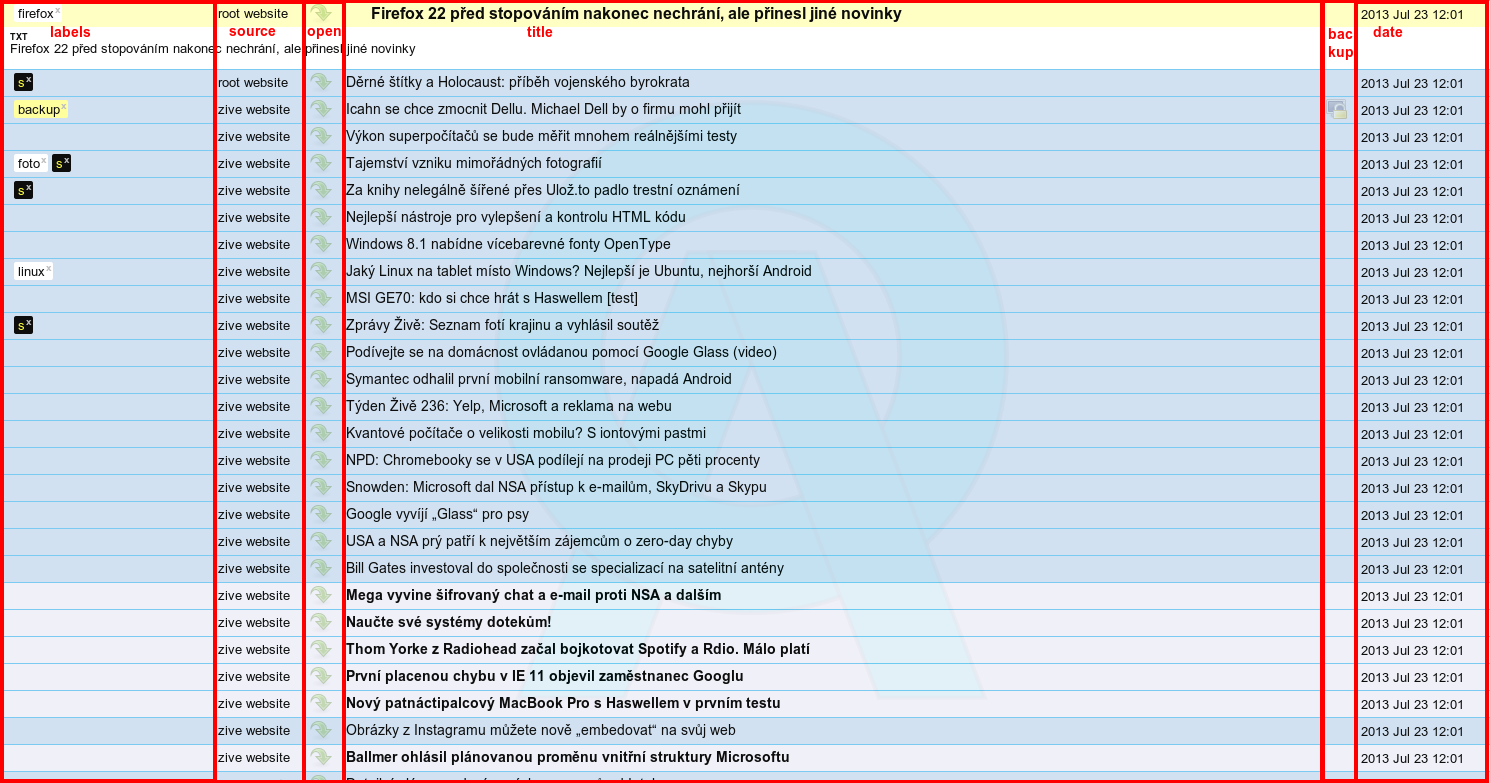 firefox x root website Firefox 22 před stopováním nakonec nechrání, ale přinesl jiné novinky 2013 Jul 23 12:01
TXT labels source open title bac kup date
Firefox 22 před stopováním nakonec nechrání, ale přinesl jiné novinky
s x root website Děrné štítky a Holocaust: příběh vojenského byrokrata 2013 Jul 23 12:01
backup x zive website Icahn se chce zmocnit Dellu. Michael Dell by o firmu mohl přijít 2013 Jul 23 12:01
zive website Výkon superpočítačů se bude měřit mnohem reálnějšími testy 2013 Jul 23 12:01
foto x s x zive website Tajemství vzniku mimořádných fotografií 2013 Jul 23 12:01
s x zive website Za knihy nelegálně šířené přes Ulož.to padlo trestní oznámení 2013 Jul 23 12:01
zive website Nejlepší nástroje pro vylepšení a kontrolu HTML kódu 2013 Jul 23 12:01
zive website Windows 8.1 nabídne vícebarevné fonty OpenType 2013 Jul 23 12:01
linux x zive website Jaký Linux na tablet místo Windows? Nejlepší je Ubuntu, nejhorší Android 2013 Jul 23 12:01
zive website MSI GE70: kdo si chce hrát s Haswellem [test] 2013 Jul 23 12:01
s x zive website Zprávy Živě: Seznam fotí krajinu a vyhlásil soutěž 2013 Jul 23 12:01
zive website Podívejte se na domácnost ovládanou pomocí Google Glass (video) 2013 Jul 23 12:01
zive website Symantec odhalil první mobilní ransomware, napadá Android 2013 Jul 23 12:01
zive website Týden Živě 236: Yelp, Microsoft a reklama na webu 2013 Jul 23 12:01
zive website Kvantové počítače o velikosti mobilu? S iontovými pastmi 2013 Jul 23 12:01
zive website NPD: Chromebooky se v USA podílejí na prodeji PC pěti procenty 2013 Jul 23 12:01
zive website Snowden: Microsoft dal NSA přístup k e-mailům, SkyDrivu a Skypu 2013 Jul 23 12:01
zive website Google vyvíjí „Glass“ pro psy 2013 Jul 23 12:01
zive website USA a NSA prý patří k největším zájemcům o zero-day chyby 2013 Jul 23 12:01
zive website Bill Gates investoval do společnosti se specializací na satelitní antény 2013 Jul 23 12:01
zive website Mega vyvine šifrovaný chat a e-mail proti NSA a dalším 2013 Jul 23 12:01
zive website Naučte své systémy dotekům! 2013 Jul 23 12:01
zive website Thom Yorke z Radiohead začal bojkotovat Spotify a Rdio. Málo platí 2013 Jul 23 12:01
zive website První placenou chybu v IE 11 objevil zaměstnanec Googlu 2013 Jul 23 12:01
zive website Nový patnáctipalcový MacBook Pro s Haswellem v prvním testu 2013 Jul 23 12:01
zive website Obrázky z Instagramu můžete nově „embedovat“ na svůj web 2013 Jul 23 12:01
zive website Ballmer ohlásil plánovanou proměnu vnitřní struktury Microsoftu 2013 Jul 23 12:01